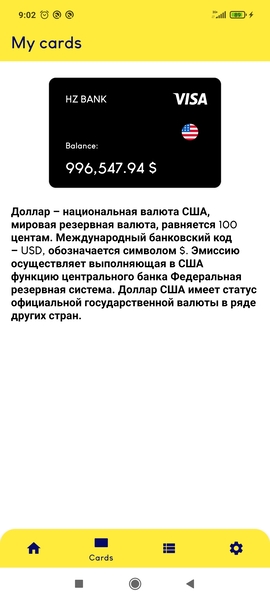 9:02
My cards
HZ BANK
VISA
Balance:
996,547.94 $
Доллар – национальная валюта США,
мировая резервная валюта, равняется 100
центам. Международный банковский код
– USD, обозначается символом $. Эмиссию
осуществляет выполняющая в США
функцию центрального банка Федеральная
резервная система. Доллар США имеет статус
официальной государственной валюты в ряде
других стран.
Cards